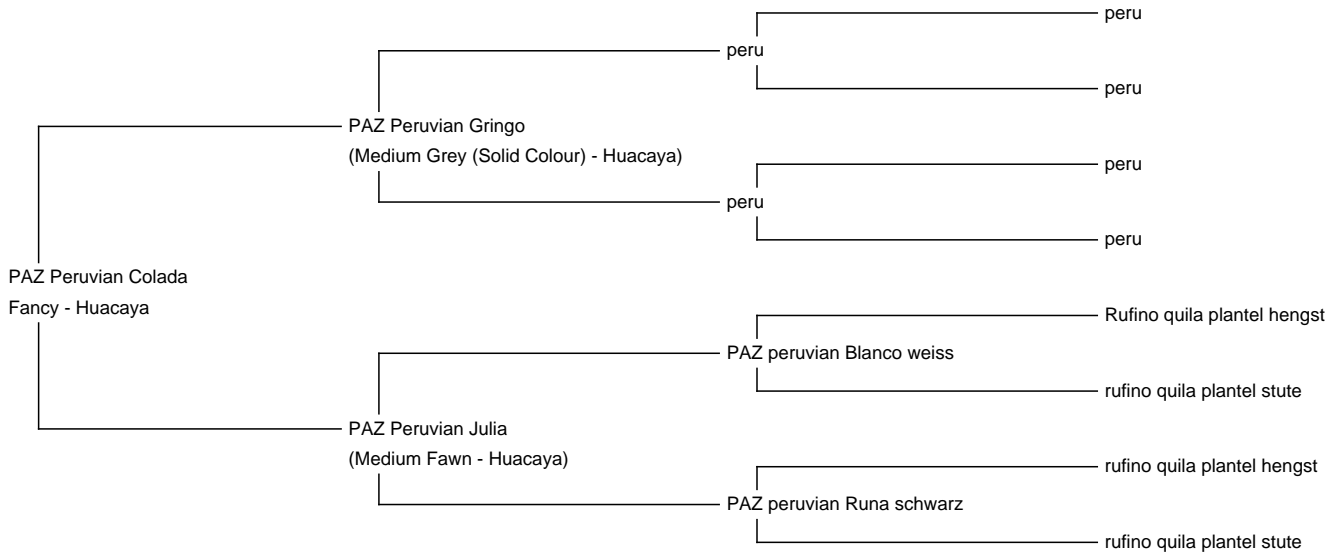 peru
peru
peru
PAZ Peruvian Gringo
(Medium Grey (Solid Colour) - Huacaya)
peru
peru
peru
PAZ Peruvian Colada
Fancy - Huacaya
Rufino quila plantel hengst
PAZ peruvian Blanco weiss
rufino quila plantel stute
PAZ Peruvian Julia
(Medium Fawn - Huacaya)
rufino quila plantel hengst
PAZ peruvian Runa schwarz
rufino quila plantel stute